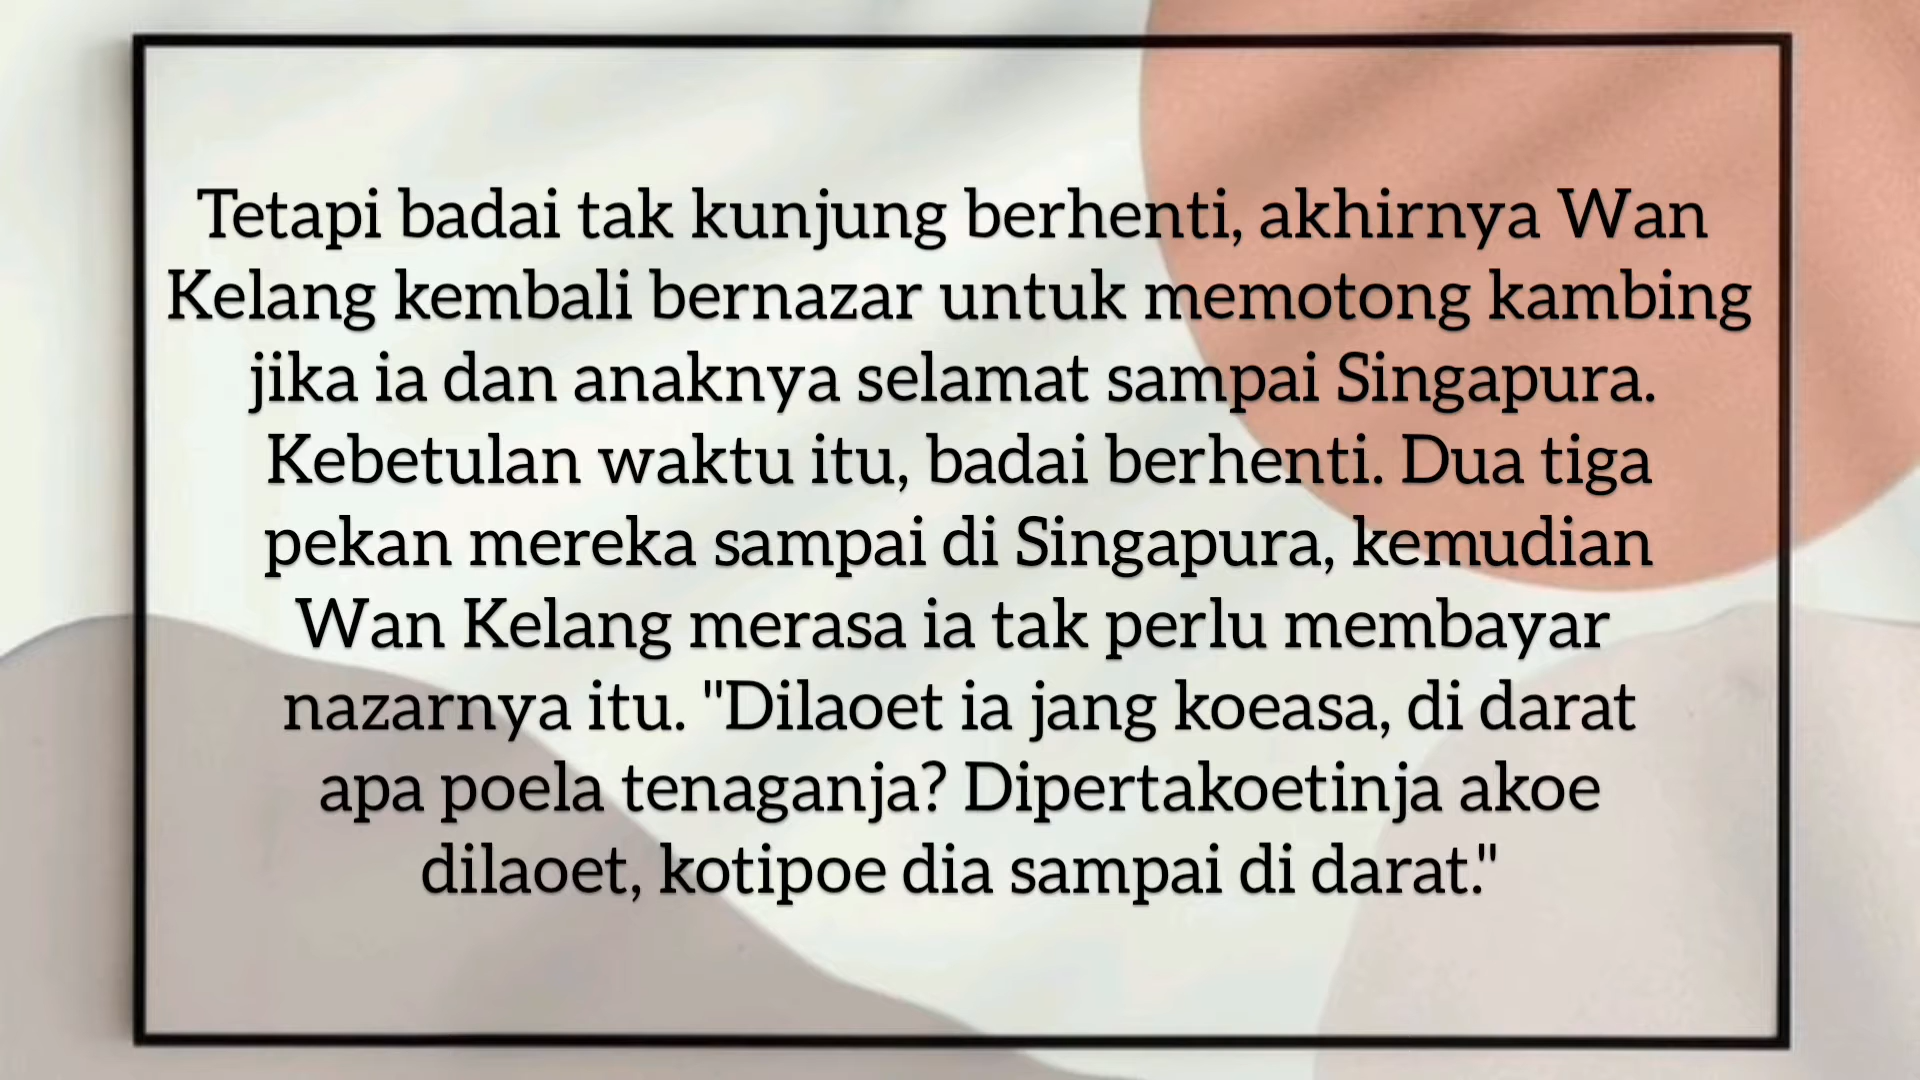 Tetapi badai tak kunjung berhenti, akhirnya Wan
Kelang kembali bernazar untuk memotong kambing
jika ia dan anaknya selamat sampai Singapura.
Kebetulan waktu itu, badai berhenti. Dua tiga
pekan mereka sampai di Singapura, kemudian
Wan Kelang merasa ia tak perlu membayar
nazarnya itu. "Dilaoet ia jang koeasa, di darat
apa poela tenaganja? Dipertakoetinja akoe
dilaoet, kotipoe dia sampai di darat."